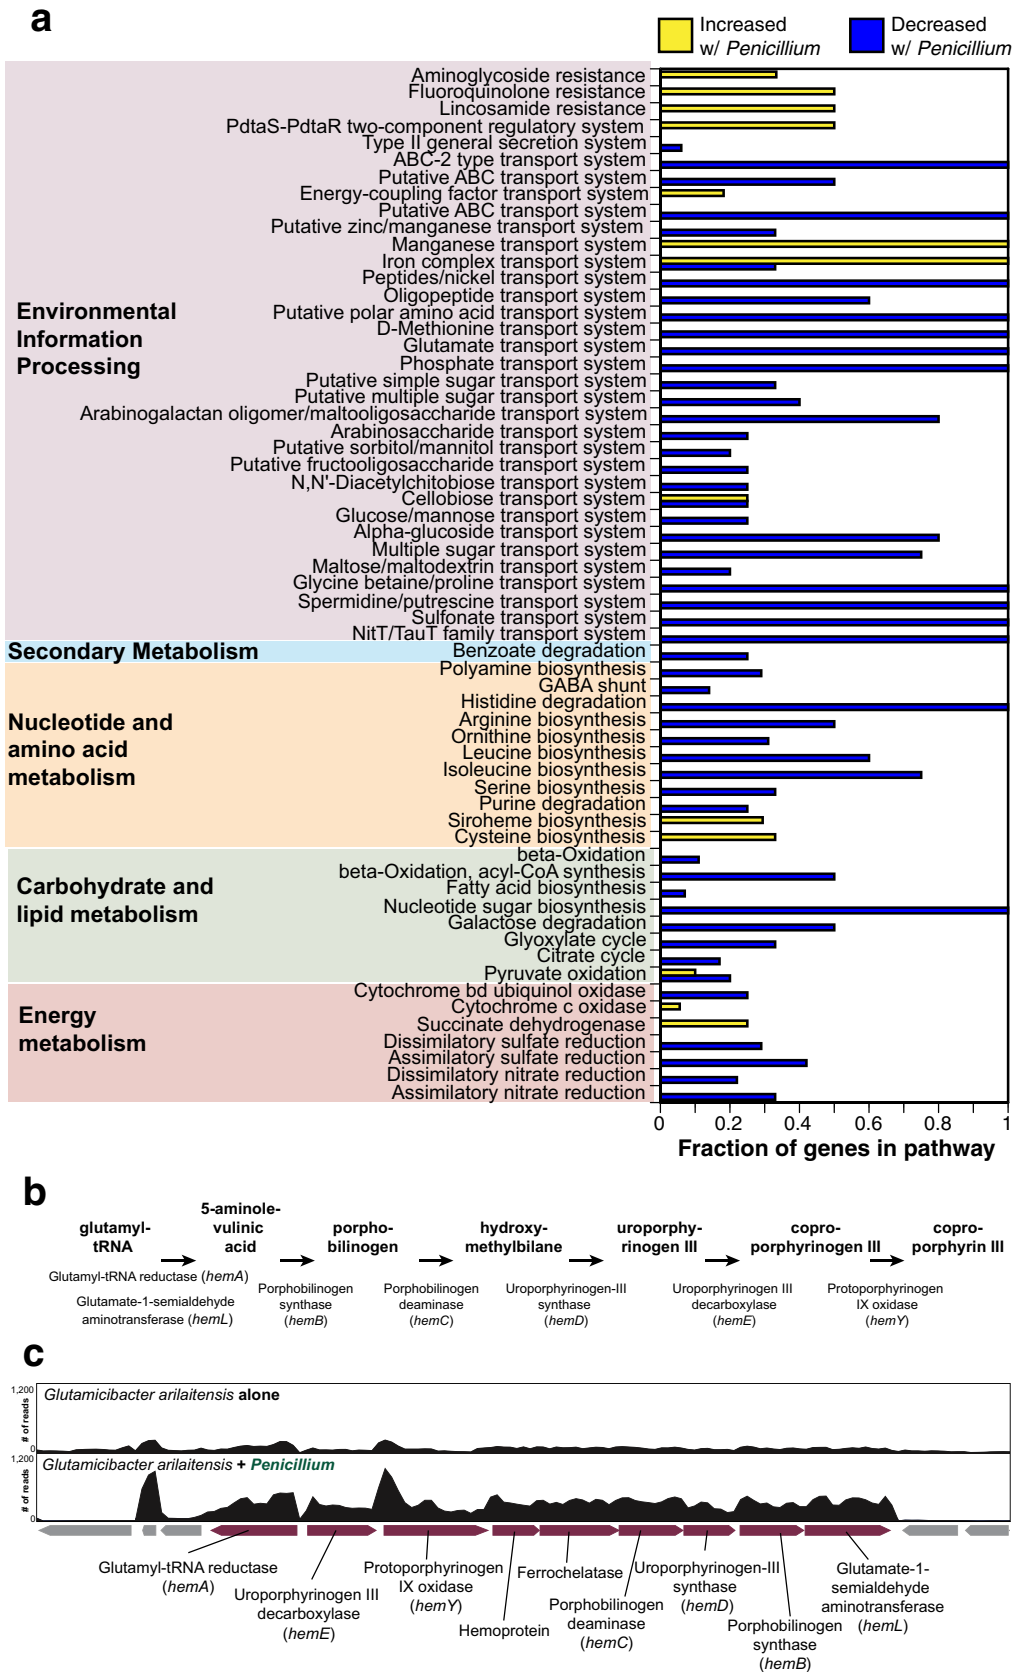 a
Increased
w/ Penicillium
Decreased
w/ Penicillium
Environmental
Information
Processing
Aminoglycoside resistance
Fluoroquinolone resistance
Lincosamide resistance
PdtaS-PdtaR two-component regulatory system
Type II general secretion system
ABC-2 type transport system
Putative ABC transport system
Energy-coupling factor transport system
Putative ABC transport system
Putative zinc/manganese transport system
Manganese transport system
Iron complex transport system
Peptides/nickel transport system
Oligopeptide transport system
Putative polar amino acid transport system
D-Methionine transport system
Glutamate transport system
Phosphate transport system
Putative simple sugar transport system
Putative multiple sugar transport system
Arabinogalactan oligomer/maltooligosaccharide transport system
Arabinosaccharide transport system
Putative sorbitol/mannitol transport system
Putative fructooligosaccharide transport system
N,N'-Diacetylchitobiose transport system
Cellobiose transport system
Glucose/mannose transport system
Alpha-glucoside transport system
Multiple sugar transport system
Maltose/maltodextrin transport system
Glycine betaine/proline transport system
Spermidine/putrescine transport system
Sulfonate transport system
NitT/TauT family transport system
Secondary Metabolism
Benzoate degradation
Nucleotide and
amino acid
metabolism
Polyamine biosynthesis
GABA shunt
Histidine degradation
Arginine biosynthesis
Ornithine biosynthesis
Leucine biosynthesis
Isoleucine biosynthesis
Serine biosynthesis
Purine degradation
Siroheme biosynthesis
Cysteine biosynthesis
Carbohydrate and
lipid metabolism
beta-Oxidation
beta-Oxidation, acyl-CoA synthesis
Fatty acid biosynthesis
Nucleotide sugar biosynthesis
Galactose degradation
Glyoxylate cycle
Citrate cycle
Pyruvate oxidation
Energy
metabolism
Cytochrome bd ubiquinol oxidase
Cytochrome c oxidase
Succinate dehydrogenase
Dissimilatory sulfate reduction
Assimilatory sulfate reduction
Dissimilatory nitrate reduction
Assimilatory nitrate reduction
0 0.2 0.4 0.6 0.8 1
Fraction of genes in pathway
b
glutamyl-
tRNA
5-aminole-
vulinic
acid
porpho-
bilinogen
hydroxy-
methylbilane
uroporphy-
rinogen III
copro-
porphyrinogen III
copro-
porphyrin III
Glutamyl-tRNA reductase (hemA)
Glutamate-1-semialdehyde
aminotransferase (hemL)
Porphobilinogen
synthase
(hemB)
Porphobilinogen
deaminase
(hemC)
Uroporphyrinogen-III
synthase
(hemD)
Uroporphyrinogen III
decarboxylase
(hemE)
Protoporphyrinogen
IX oxidase
(hemY)
c
1,200
# of reads
0
Glutamicibacter arilaitensis alone
1,200
# of reads
0
Glutamicibacter arilaitensis + Penicillium
Glutamyl-tRNA reductase
(hemA)
Uroporphyrinogen III
decarboxylase
(hemE)
Protoporphyrinogen
IX oxidase
(hemY)
Hemoprotein
Ferrochelatase
Porphobilinogen
deaminase
(hemC)
Uroporphyrinogen-III
synthase
(hemD)
Porphobilinogen
synthase
(hemB)
Glutamate-1-
semialdehyde
aminotransferase
(hemL)